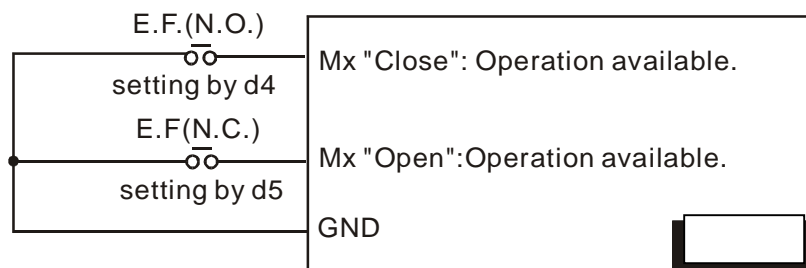 E.F.(N.O.)
Mx "Close": Operation available.
setting by d4
E.F(N.C.)
Mx "Open":Operation available.
setting by d5
GND